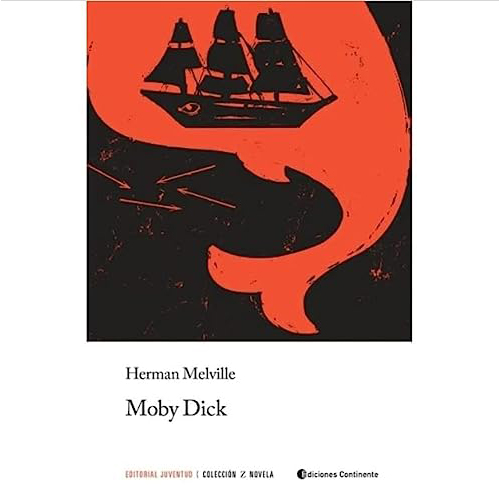 Herman Melville
Moby Dick
EDITORIAL JUVENTUD ( COLECCIÓN Z NOVELA ediciones Continente